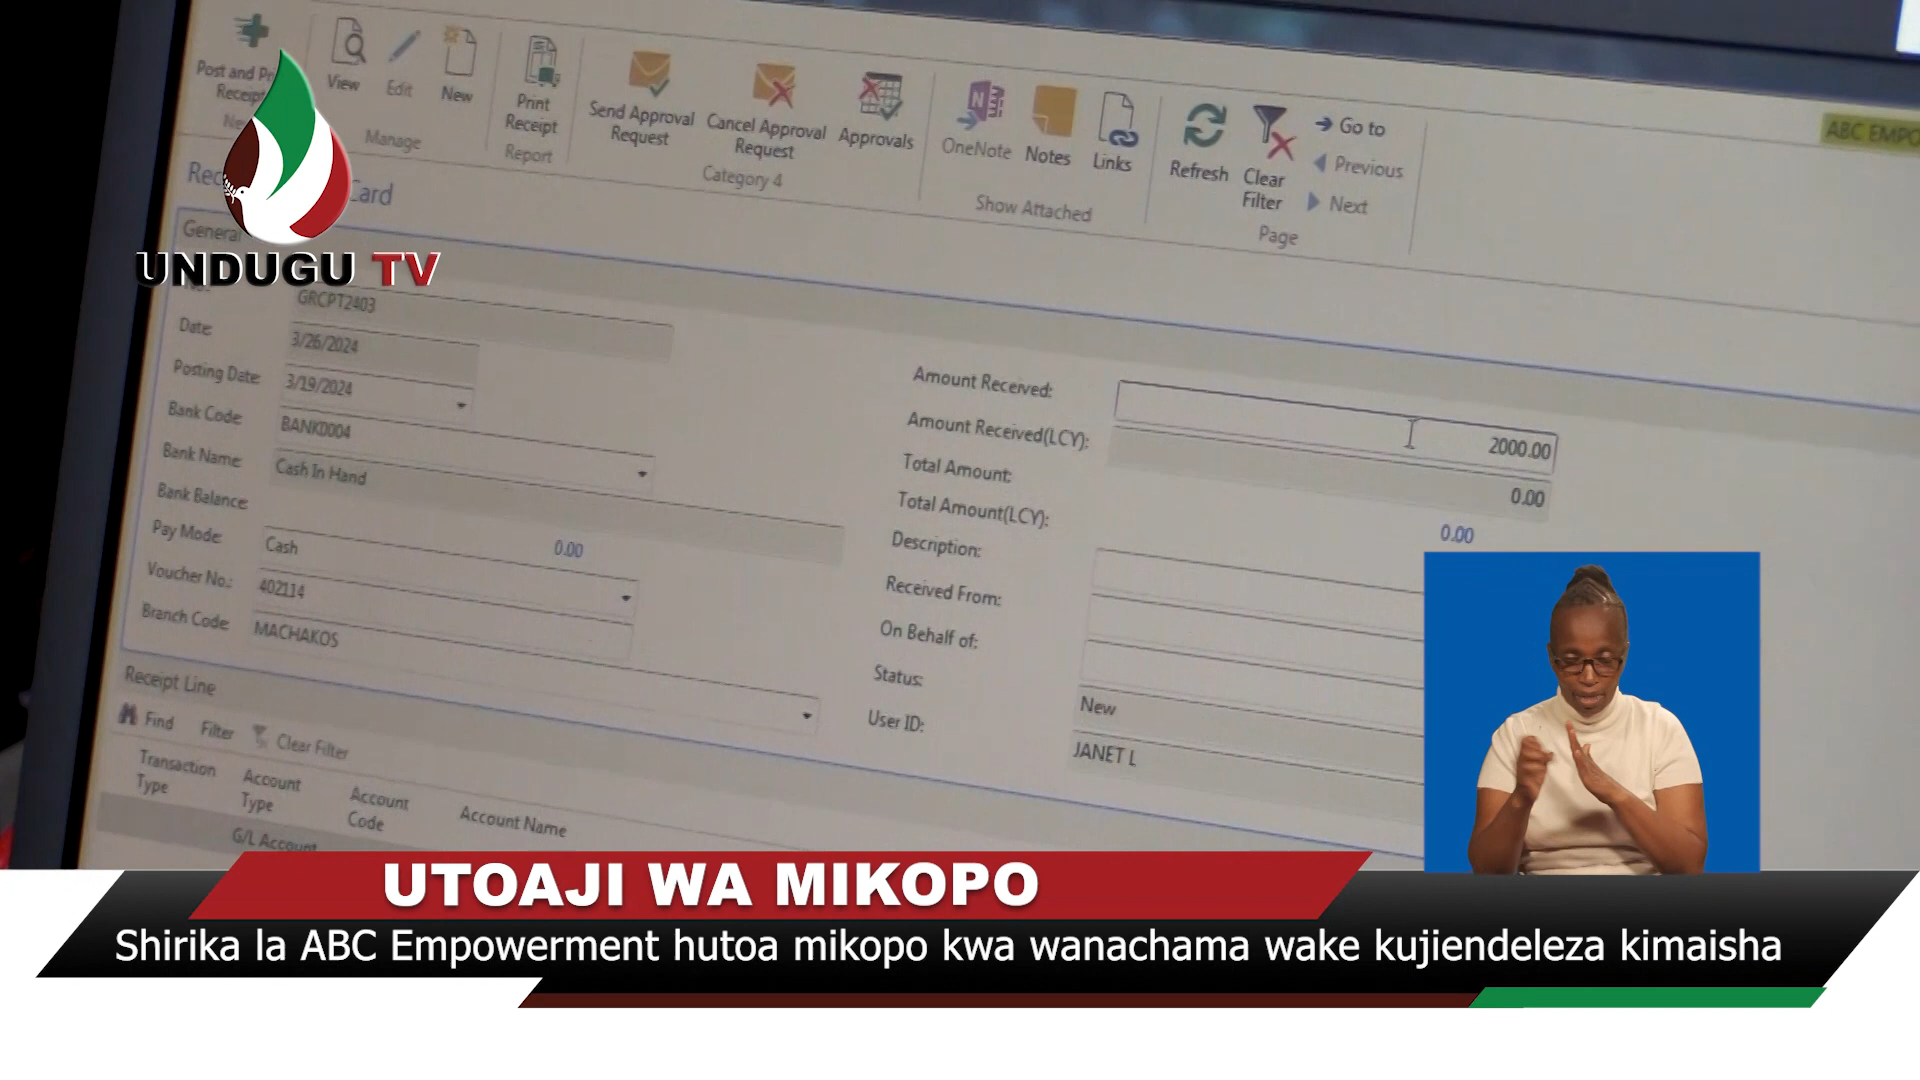 Post and Pri
Receipt
View
Edit
New
Manage
Print
Receipt
Report
Send Approval
Request
Cancel Approval
Request
Approvals
Category 4
OneNote
Notes
Links
Show Attached
Refresh
Clear
Filter
Go to
Previous
Next
Page
ABC EMPO
Rec
Card
General
UNDUGU TV
GRCPT2403
Date:
3/26/2024
Posting Date:
3/19/2024
Bank Code:
BANK0004
Bank Name:
Cash In Hand
Bank Balance:
0.00
Pay Mode:
Cash
Voucher No.:
402114
Branch Code:
MACHAKOS
Amount Received:
2000.00
Amount Received(LCY):
0.00
Total Amount:
0.00
Total Amount(LCY):
Description:
Received From:
On Behalf of:
Status:
New
User ID:
JANET L
Receipt Line
Find
Filter
Clear Filter
Transaction
Type
Account
Type
Account
Code
Account Name
G/L Account
UTOAJI WA MIKOPO
Shirika la ABC Empowerment hutoa mikopo kwa wanachama wake kujiendeleza kimaisha